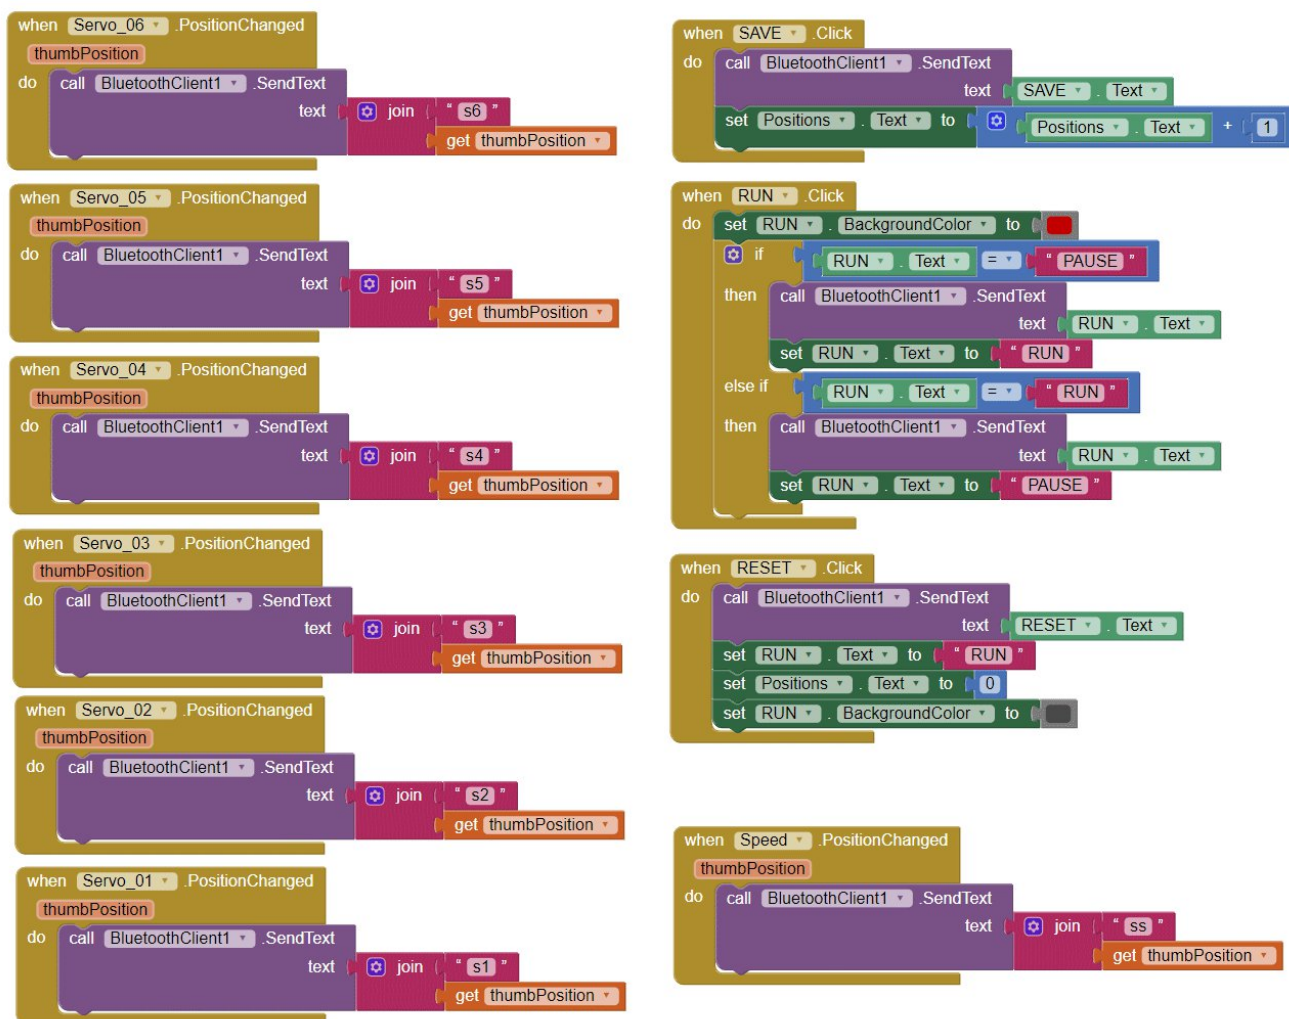 when Servo_06 .PositionChanged
thumbPosition
do call BluetoothClient1 .SendText
text join " s6 "
get thumbPosition
when Servo_05 .PositionChanged
thumbPosition
do call BluetoothClient1 .SendText
text join " s5 "
get thumbPosition
when Servo_04 .PositionChanged
thumbPosition
do call BluetoothClient1 .SendText
text join " s4 "
get thumbPosition
when Servo_03 .PositionChanged
thumbPosition
do call BluetoothClient1 .SendText
text join " s3 "
get thumbPosition
when Servo_02 .PositionChanged
thumbPosition
do call BluetoothClient1 .SendText
text join " s2 "
get thumbPosition
when Servo_01 .PositionChanged
thumbPosition
do call BluetoothClient1 .SendText
text join " s1 "
get thumbPosition
when SAVE .Click
do call BluetoothClient1 .SendText
text SAVE . Text
set Positions . Text to Positions . Text + 1
when RUN .Click
do set RUN . BackgroundColor to
if RUN . Text = " PAUSE "
then call BluetoothClient1 .SendText
text RUN . Text
set RUN . Text to " RUN "
else if RUN . Text = " RUN "
then call BluetoothClient1 .SendText
text RUN . Text
set RUN . Text to " PAUSE "
when RESET .Click
do call BluetoothClient1 .SendText
text RESET . Text
set RUN . Text to " RUN "
set Positions . Text to 0
set RUN . BackgroundColor to
when Speed .PositionChanged
thumbPosition
do call BluetoothClient1 .SendText
text join " ss "
get thumbPosition